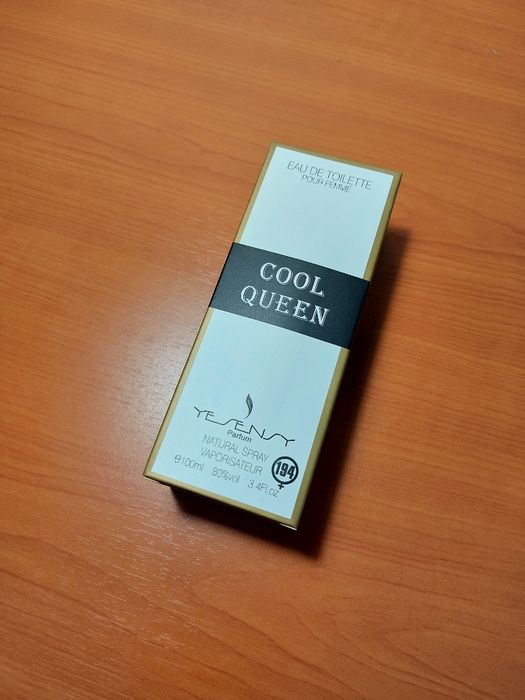 EAU DE TOILETTE
POUR FEMME
COOL
QUEEN
YESENSY
Parfum
NATURAL SPRAY
VAPORISATEUR
194
e100ml 80%vol 3.4Fl.oz